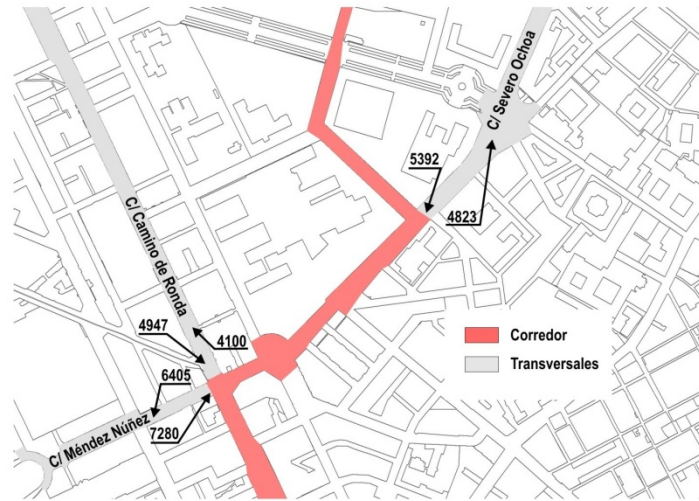 C/ Severo Ochoa
5392
4823
C/ Camino de Ronda
4947
4100
6405
7280
C/ Méndez Núñez
Corredor
Transversales